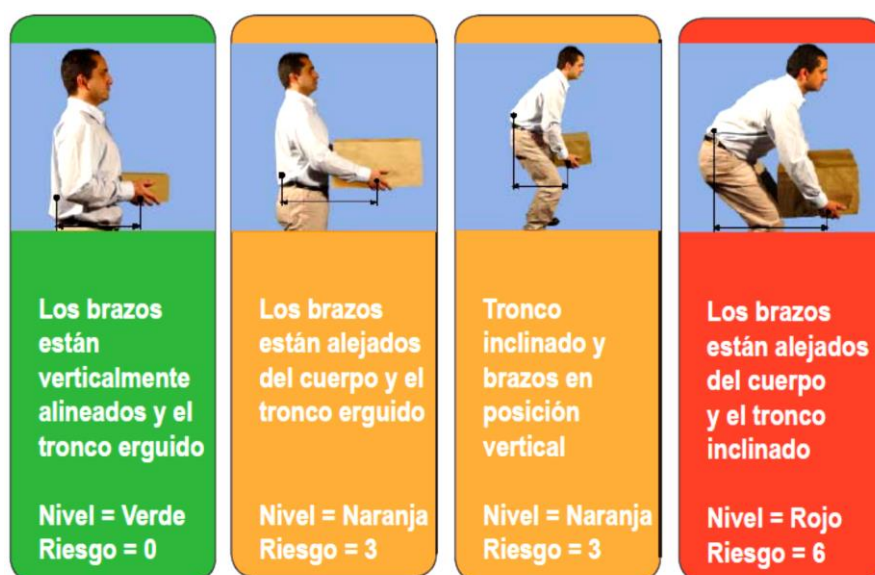 Los brazos
están
verticalmente
alineados y el
tronco erguido
Nivel = Verde
Riesgo = 0
Los brazos
están alejados
del cuerpo y el
tronco erguido
Nivel = Naranja
Riesgo = 3
Tronco
inclinado y
brazos en
posición
vertical
Nivel = Naranja
Riesgo = 3
Los brazos
están alejados
del cuerpo
y el tronco
inclinado
Nivel = Rojo
Riesgo = 6